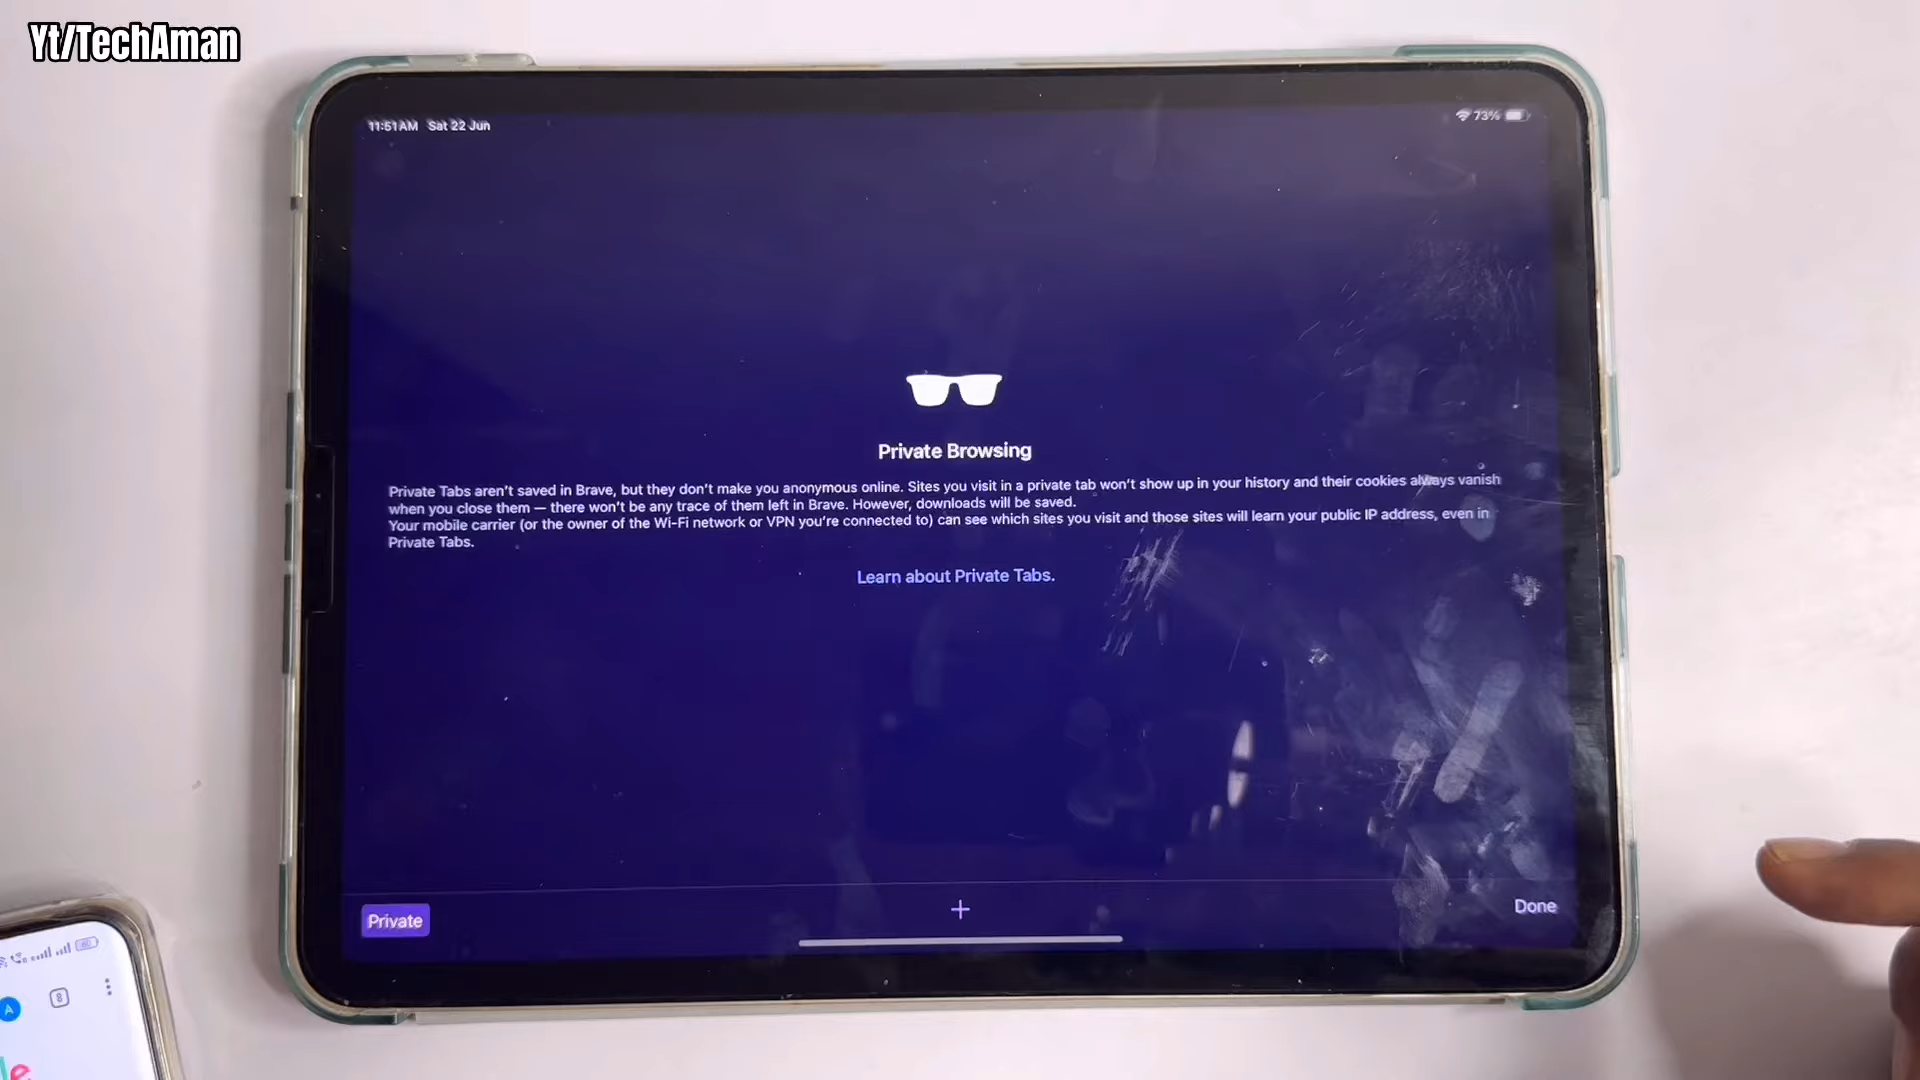 Yt/TechAman
11:51AM Sat 22 Jun
73%
Private Browsing
Private Tabs aren't saved in Brave, but they don't make you anonymous online. Sites you visit in a private tab won't show up in your history and their cookies always vanish
when you close them — there won't be any trace of them left in Brave. However, downloads will be saved.
Your mobile carrier (or the owner of the Wi-Fi network or VPN you're connected to) can see which sites you visit and those sites will learn your public IP address, even in
Private Tabs.
Learn about Private Tabs.
Private
+
Done
A
8
le